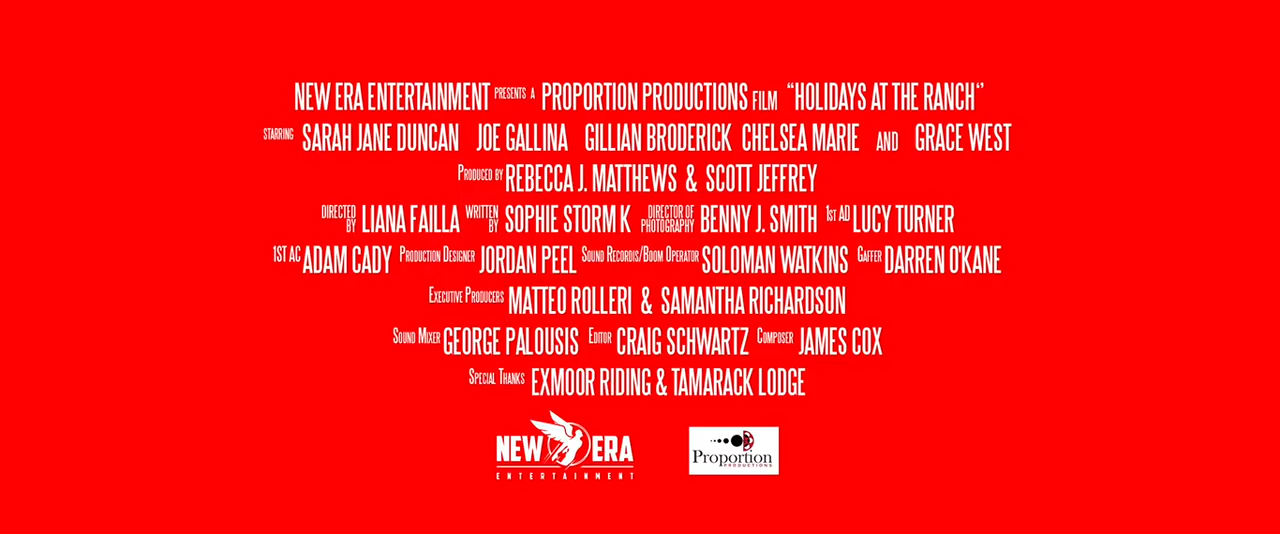 NEW ERA ENTERTAINMENT PRESENTS A PROPORTION PRODUCTIONS FILM “HOLIDAYS AT THE RANCH“
STARRING SARAH JANE DUNCAN JOE GALLINA GILLIAN BRODERICK CHELSEA MARIE AND GRACE WEST
PRODUCED BY REBECCA J. MATTHEWS & SCOTT JEFFREY
DIRECTED BY LIANA FAILLA WRITTEN BY SOPHIE STORM K DIRECTOR OF PHOTOGRAPHY BENNY J. SMITH 1ST AD LUCY TURNER
1ST AC ADAM CADY PRODUCTION DESIGNER JORDAN PEEL SOUND RECORDIS/BOOM OPERATOR SOLOMAN WATKINS GAFFER DARREN O'KANE
EXECUTIVE PRODUCERS MATTEO ROLLERI & SAMANTHA RICHARDSON
SOUND MIXER GEORGE PALOUSIS EDITOR CRAIG SCHWARTZ COMPOSER JAMES COX
SPECIAL THANKS EXMOOR RIDING & TAMARACK LODGE
NEW ERA
ENTERTAINMENT
Proportion
PRODUCTIONS